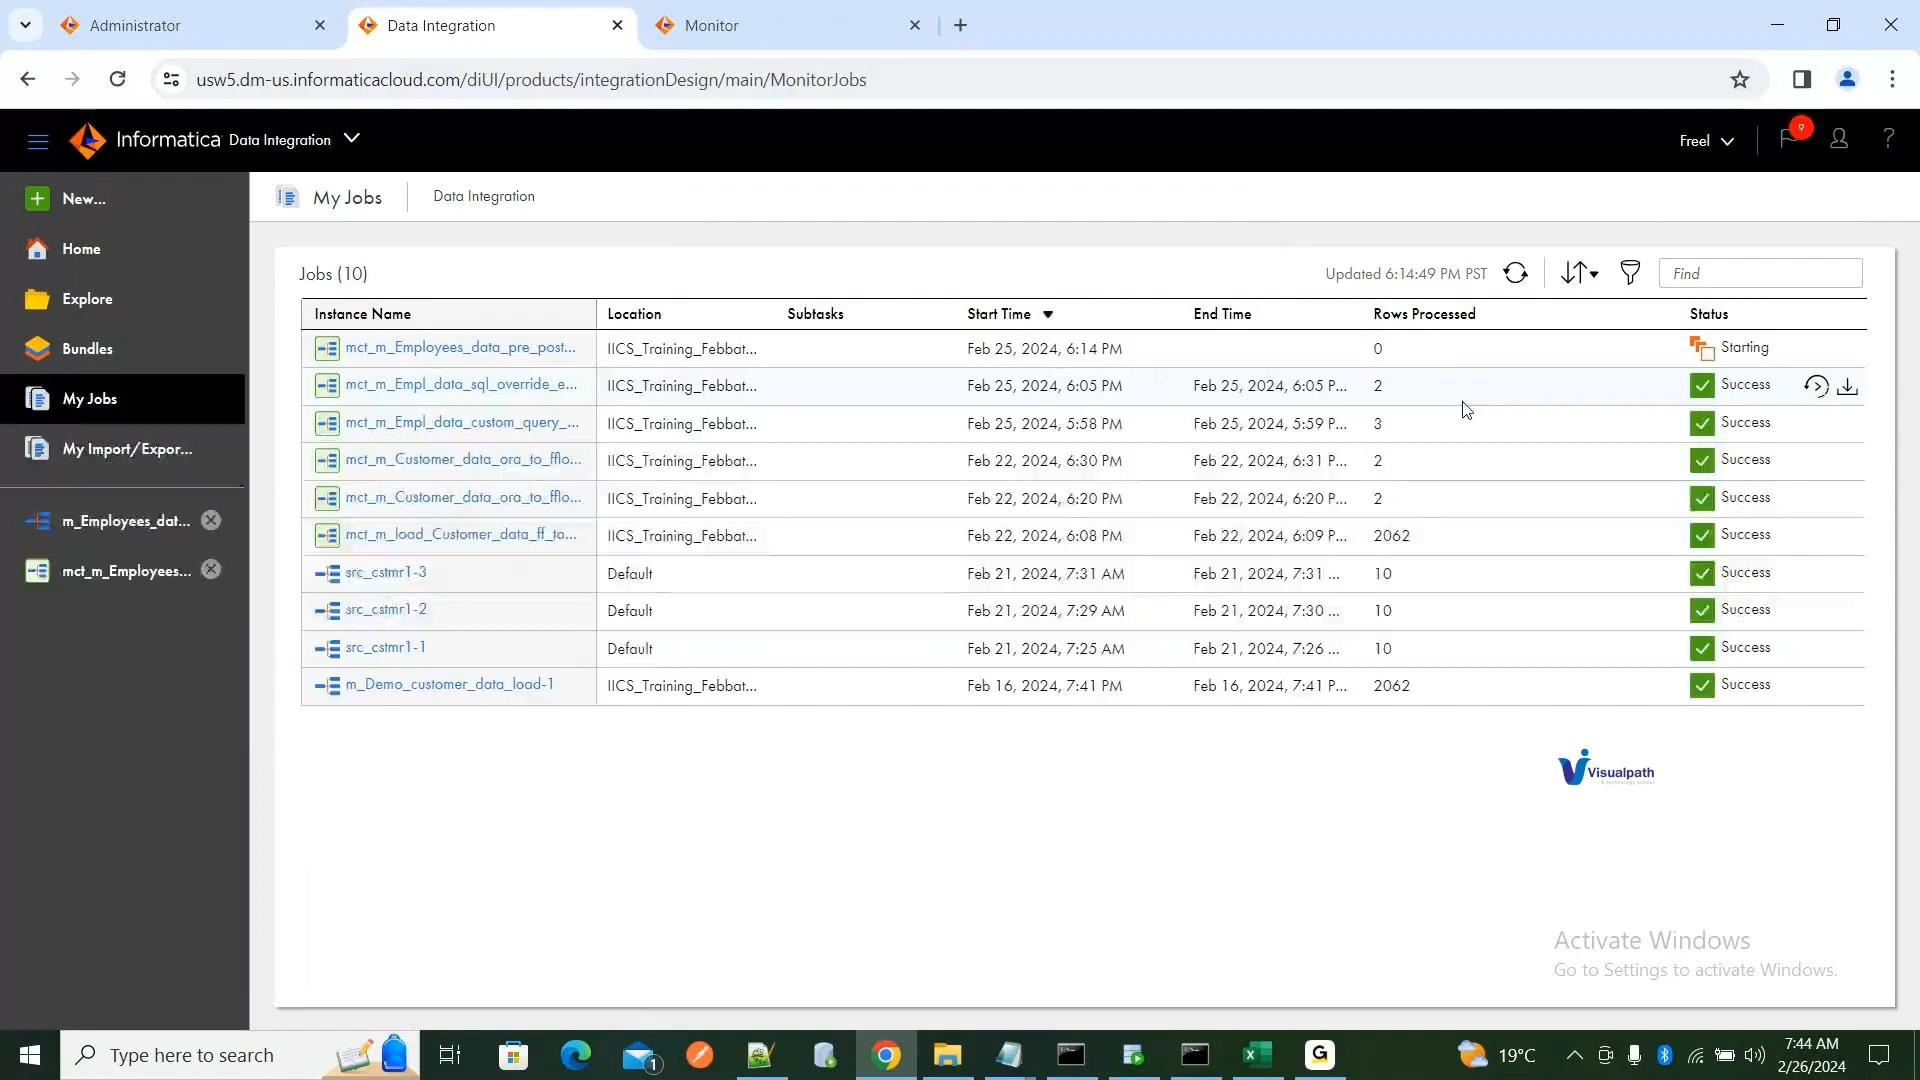 Administrator
Data Integration
Monitor
usw5.dm-us.informaticacloud.com/diUI/products/integrationDesign/main/MonitorJobs
Informatica Data Integration
Freel
9
?
New...
Home
Explore
Bundles
My Jobs
My Import/Expor...
m_Employees_dat...
mct_m_Employees...
My Jobs
Data Integration
Jobs (10)
Updated 6:14:49 PM PST
Find
Instance Name Location Subtasks Start Time End Time Rows Processed Status
mct_m_Employees_data_pre_post... IICS_Training_Febbat... Feb 25, 2024, 6:14 PM 0 Starting
mct_m_Empl_data_sql_override_e... IICS_Training_Febbat... Feb 25, 2024, 6:05 PM Feb 25, 2024, 6:05 P... 2 Success
mct_m_Empl_data_custom_query_... IICS_Training_Febbat... Feb 25, 2024, 5:58 PM Feb 25, 2024, 5:59 P... 3 Success
mct_m_Customer_data_ora_to_fflo... IICS_Training_Febbat... Feb 22, 2024, 6:30 PM Feb 22, 2024, 6:31 P... 2 Success
mct_m_Customer_data_ora_to_fflo... IICS_Training_Febbat... Feb 22, 2024, 6:20 PM Feb 22, 2024, 6:20 P... 2 Success
mct_m_load_Customer_data_ff_to... IICS_Training_Febbat... Feb 22, 2024, 6:08 PM Feb 22, 2024, 6:09 P... 2062 Success
src_cstmr1-3 Default Feb 21, 2024, 7:31 AM Feb 21, 2024, 7:31 ... 10 Success
src_cstmr1-2 Default Feb 21, 2024, 7:29 AM Feb 21, 2024, 7:30 ... 10 Success
src_cstmr1-1 Default Feb 21, 2024, 7:25 AM Feb 21, 2024, 7:26 ... 10 Success
m_Demo_customer_data_load-1 IICS_Training_Febbat... Feb 16, 2024, 7:41 PM Feb 16, 2024, 7:41 P... 2062 Success
Visualpath
Activate Windows
Go to Settings to activate Windows.
Type here to search
1
G
19°C
7:44 AM
2/26/2024